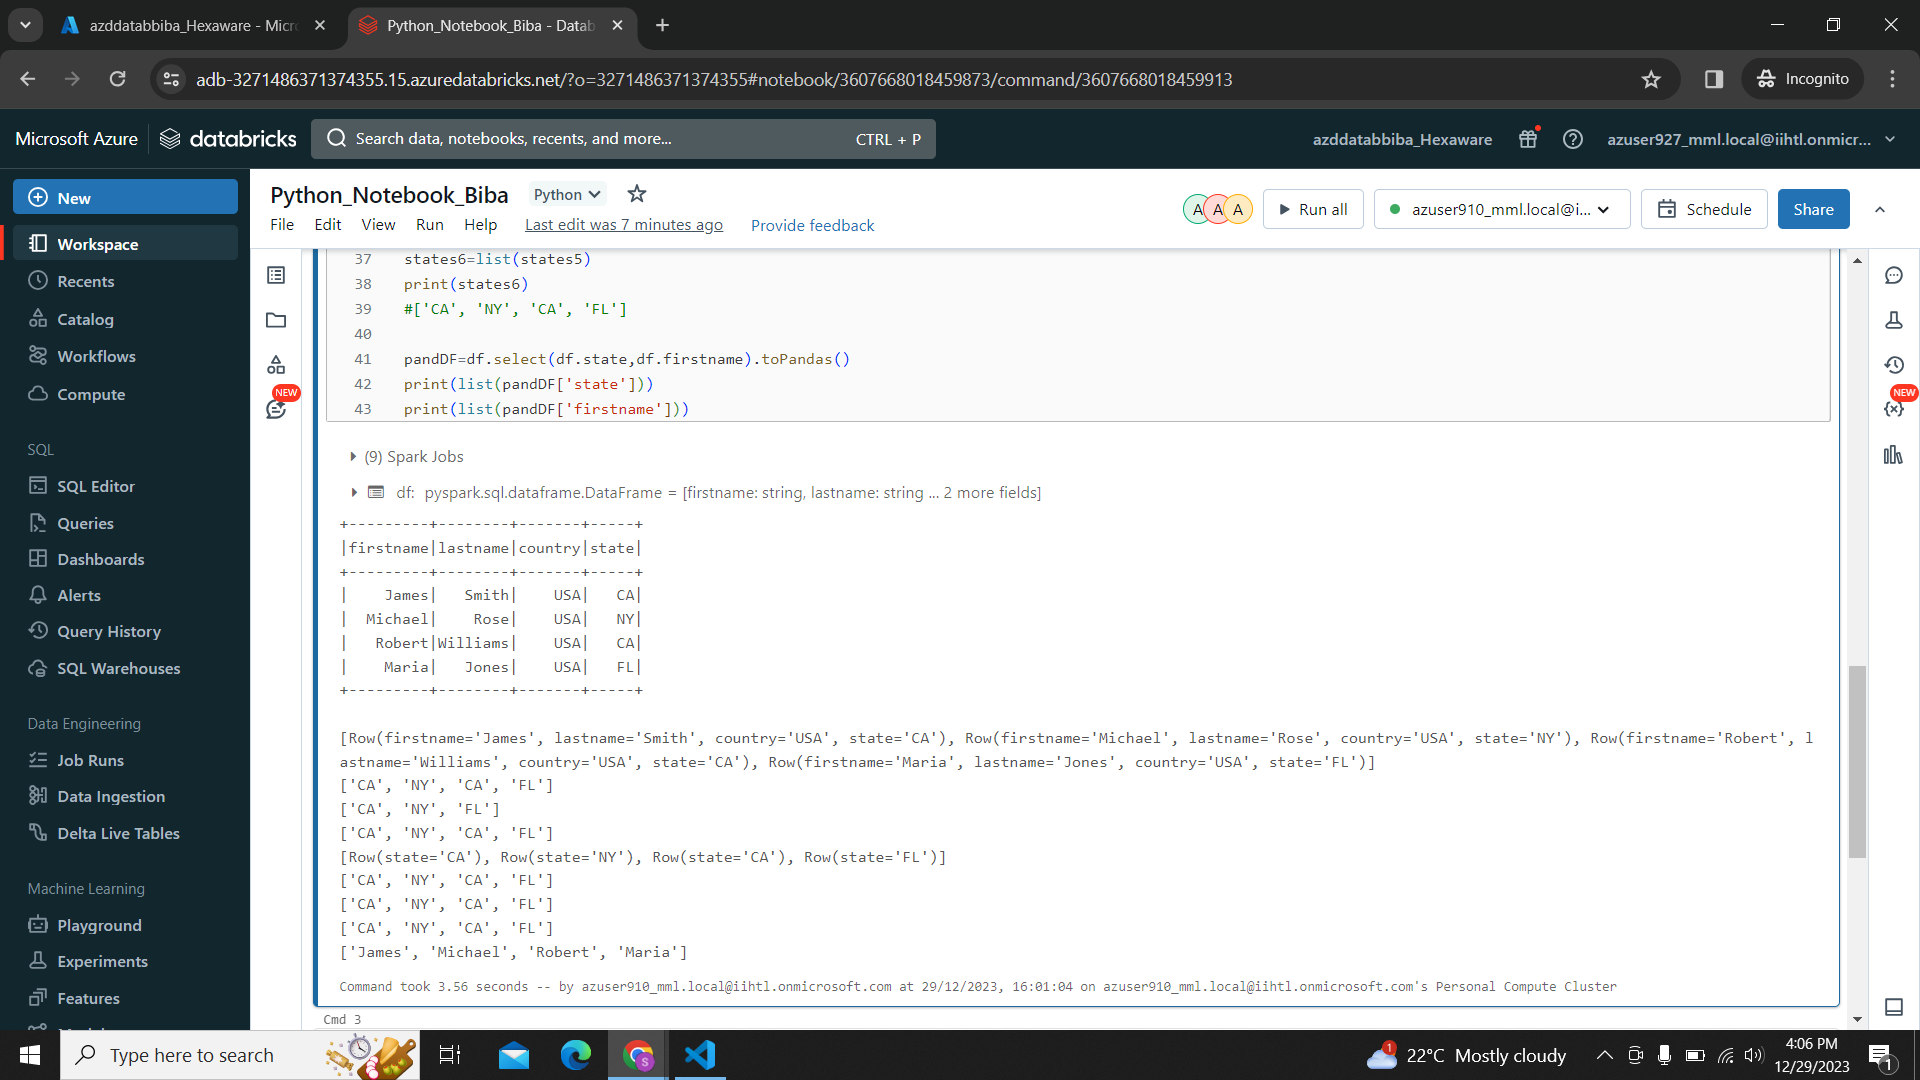 azddatabbiba_Hexaware - Micr
Python_Notebook_Biba - Datab
adb-3271486371374355.15.azuredatabricks.net/?o=3271486371374355#notebook/3607668018459873/command/3607668018459913
Incognito
Microsoft Azure
databricks
Search data, notebooks, recents, and more...
CTRL + P
azddatabbiba_Hexaware
azuser927_mml.local@iihtl.onmicr...
New
Workspace
Recents
Catalog
Workflows
Compute
SQL
SQL Editor
Queries
Dashboards
Alerts
Query History
SQL Warehouses
Data Engineering
Job Runs
Data Ingestion
Delta Live Tables
Machine Learning
Playground
Experiments
Features
Python_Notebook_Biba
Python
File Edit View Run Help
Last edit was 7 minutes ago
Provide feedback
A A A
Run all
azuser910_mml.local@i...
Schedule
Share
NEW
NEW
37 states6=list(states5)
38 print(states6)
39 #['CA', 'NY', 'CA', 'FL']
40
41 pandDF=df.select(df.state,df.firstname).toPandas()
42 print(list(pandDF['state']))
43 print(list(pandDF['firstname']))
(9) Spark Jobs
df: pyspark.sql.dataframe.DataFrame = [firstname: string, lastname: string ... 2 more fields]
+---------+--------+-------+-----+
|firstname|lastname|country|state|
+---------+--------+-------+-----+
|    James|   Smith|    USA|   CA|
|  Michael|    Rose|    USA|   NY|
|   Robert|Williams|    USA|   CA|
|    Maria|   Jones|    USA|   FL|
+---------+--------+-------+-----+
[Row(firstname='James', lastname='Smith', country='USA', state='CA'), Row(firstname='Michael', lastname='Rose', country='USA', state='NY'), Row(firstname='Robert', l
astname='Williams', country='USA', state='CA'), Row(firstname='Maria', lastname='Jones', country='USA', state='FL')]
['CA', 'NY', 'CA', 'FL']
['CA', 'NY', 'FL']
['CA', 'NY', 'CA', 'FL']
[Row(state='CA'), Row(state='NY'), Row(state='CA'), Row(state='FL')]
['CA', 'NY', 'CA', 'FL']
['CA', 'NY', 'CA', 'FL']
['CA', 'NY', 'CA', 'FL']
['James', 'Michael', 'Robert', 'Maria']
Command took 3.56 seconds -- by azuser910_mml.local@iihtl.onmicrosoft.com at 29/12/2023, 16:01:04 on azuser910_mml.local@iihtl.onmicrosoft.com's Personal Compute Cluster
Cmd 3
Type here to search
S
1
22°C Mostly cloudy
4:06 PM
12/29/2023
1